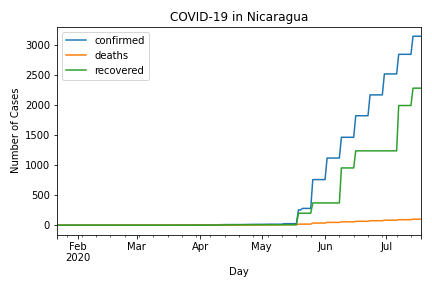 COVID-19 in Nicaragua
confirmed
deaths
recovered
Number of Cases
3000
2500
2000
1500
1000
500
0
Feb Mar Apr May Jun Jul
2020
Day